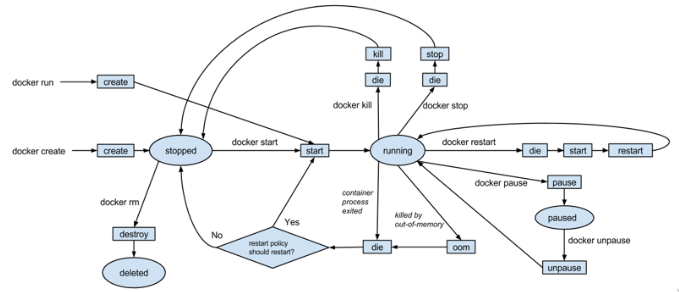 kill
stop
docker run
create
die
die
docker kill
docker stop
docker create
create
stopped
docker start
start
running
docker restart
die
start
restart
docker rm
container
process
exited
killed by
out-of-memory
docker pause
pause
paused
docker unpause
unpause
No
Yes
destroy
restart policy
should restart?
die
oom
deleted